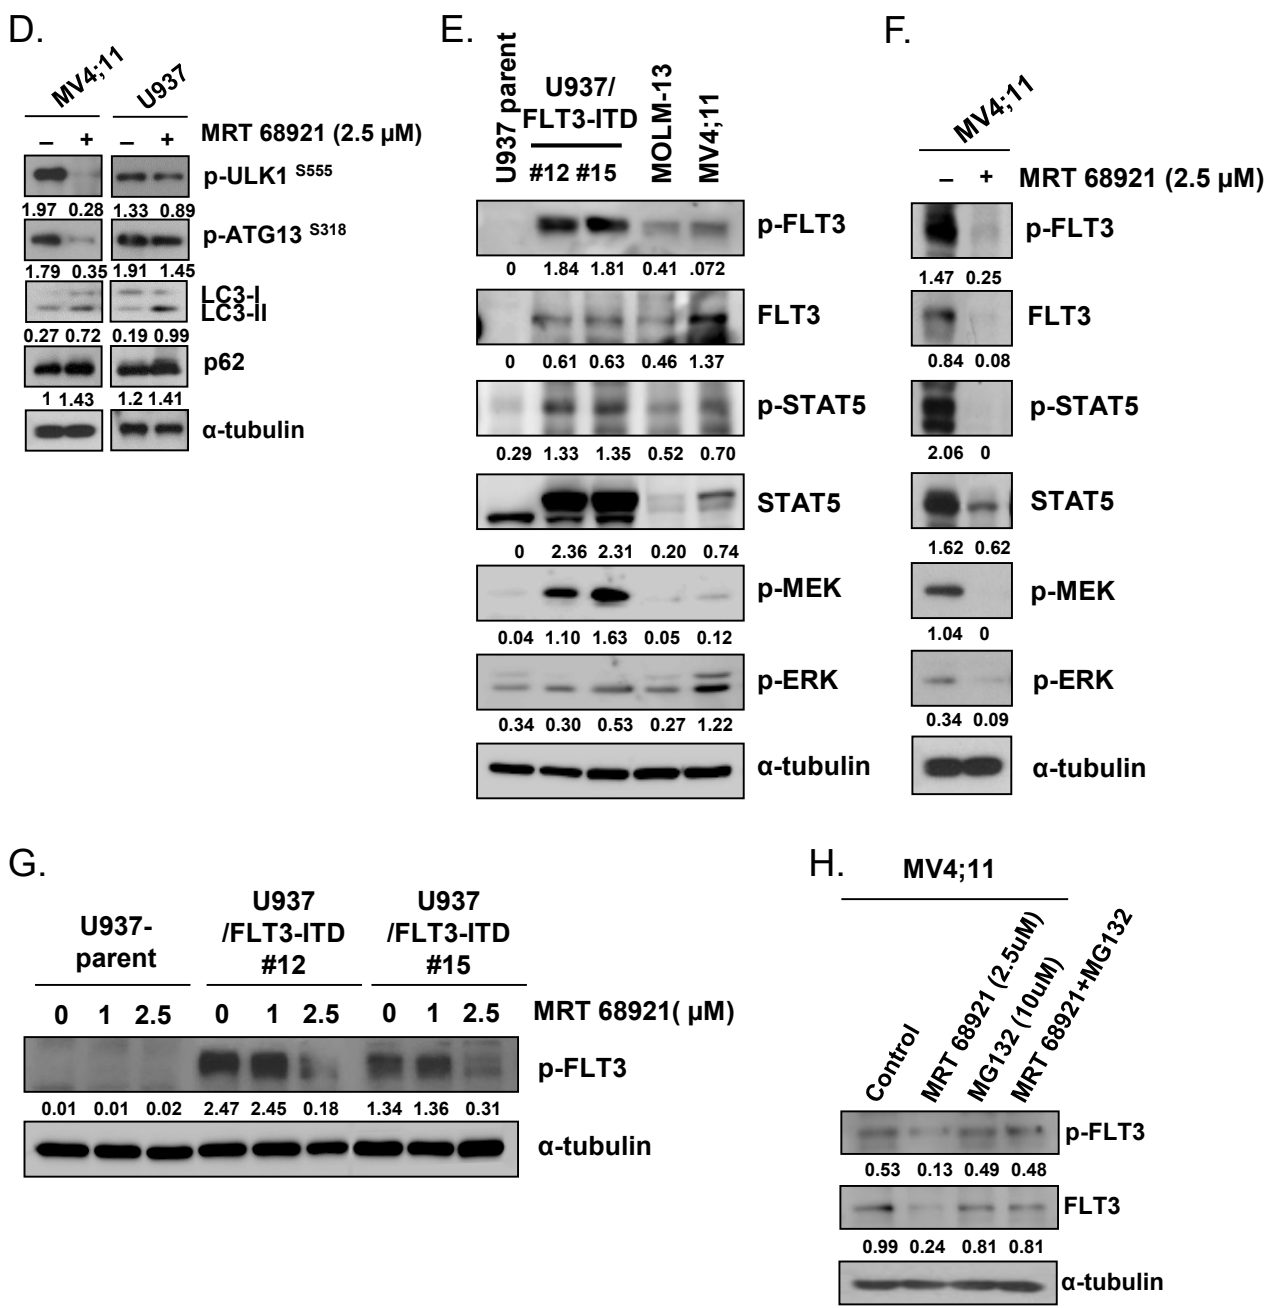 D.
MV4;11 U937
– + – + MRT 68921 (2.5 µM)
p-ULK1 S555
1.97 0.28 1.33 0.89
p-ATG13 S318
1.79 0.35 1.91 1.45
LC3-I
LC3-II
0.27 0.72 0.19 0.99
p62
1 1.43 1.2 1.41
α-tubulin
E.
U937 parent
U937/
FLT3-ITD
#12 #15
MOLM-13
MV4;11
p-FLT3
0 1.84 1.81 0.41 .072
FLT3
0 0.61 0.63 0.46 1.37
p-STAT5
0.29 1.33 1.35 0.52 0.70
STAT5
0 2.36 2.31 0.20 0.74
p-MEK
0.04 1.10 1.63 0.05 0.12
p-ERK
0.34 0.30 0.53 0.27 1.22
α-tubulin
F.
MV4;11
– + MRT 68921 (2.5 µM)
p-FLT3
1.47 0.25
FLT3
0.84 0.08
p-STAT5
2.06 0
STAT5
1.62 0.62
p-MEK
1.04 0
p-ERK
0.34 0.09
α-tubulin
G.
U937-
parent
U937
/FLT3-ITD
#12
U937
/FLT3-ITD
#15
0 1 2.5 0 1 2.5 0 1 2.5 MRT 68921( µM)
p-FLT3
0.01 0.01 0.02 2.47 2.45 0.18 1.34 1.36 0.31
α-tubulin
H.
MV4;11
Control
MRT 68921 (2.5uM)
MG132 (10uM)
MRT 68921+MG132
p-FLT3
0.53 0.13 0.49 0.48
FLT3
0.99 0.24 0.81 0.81
α-tubulin